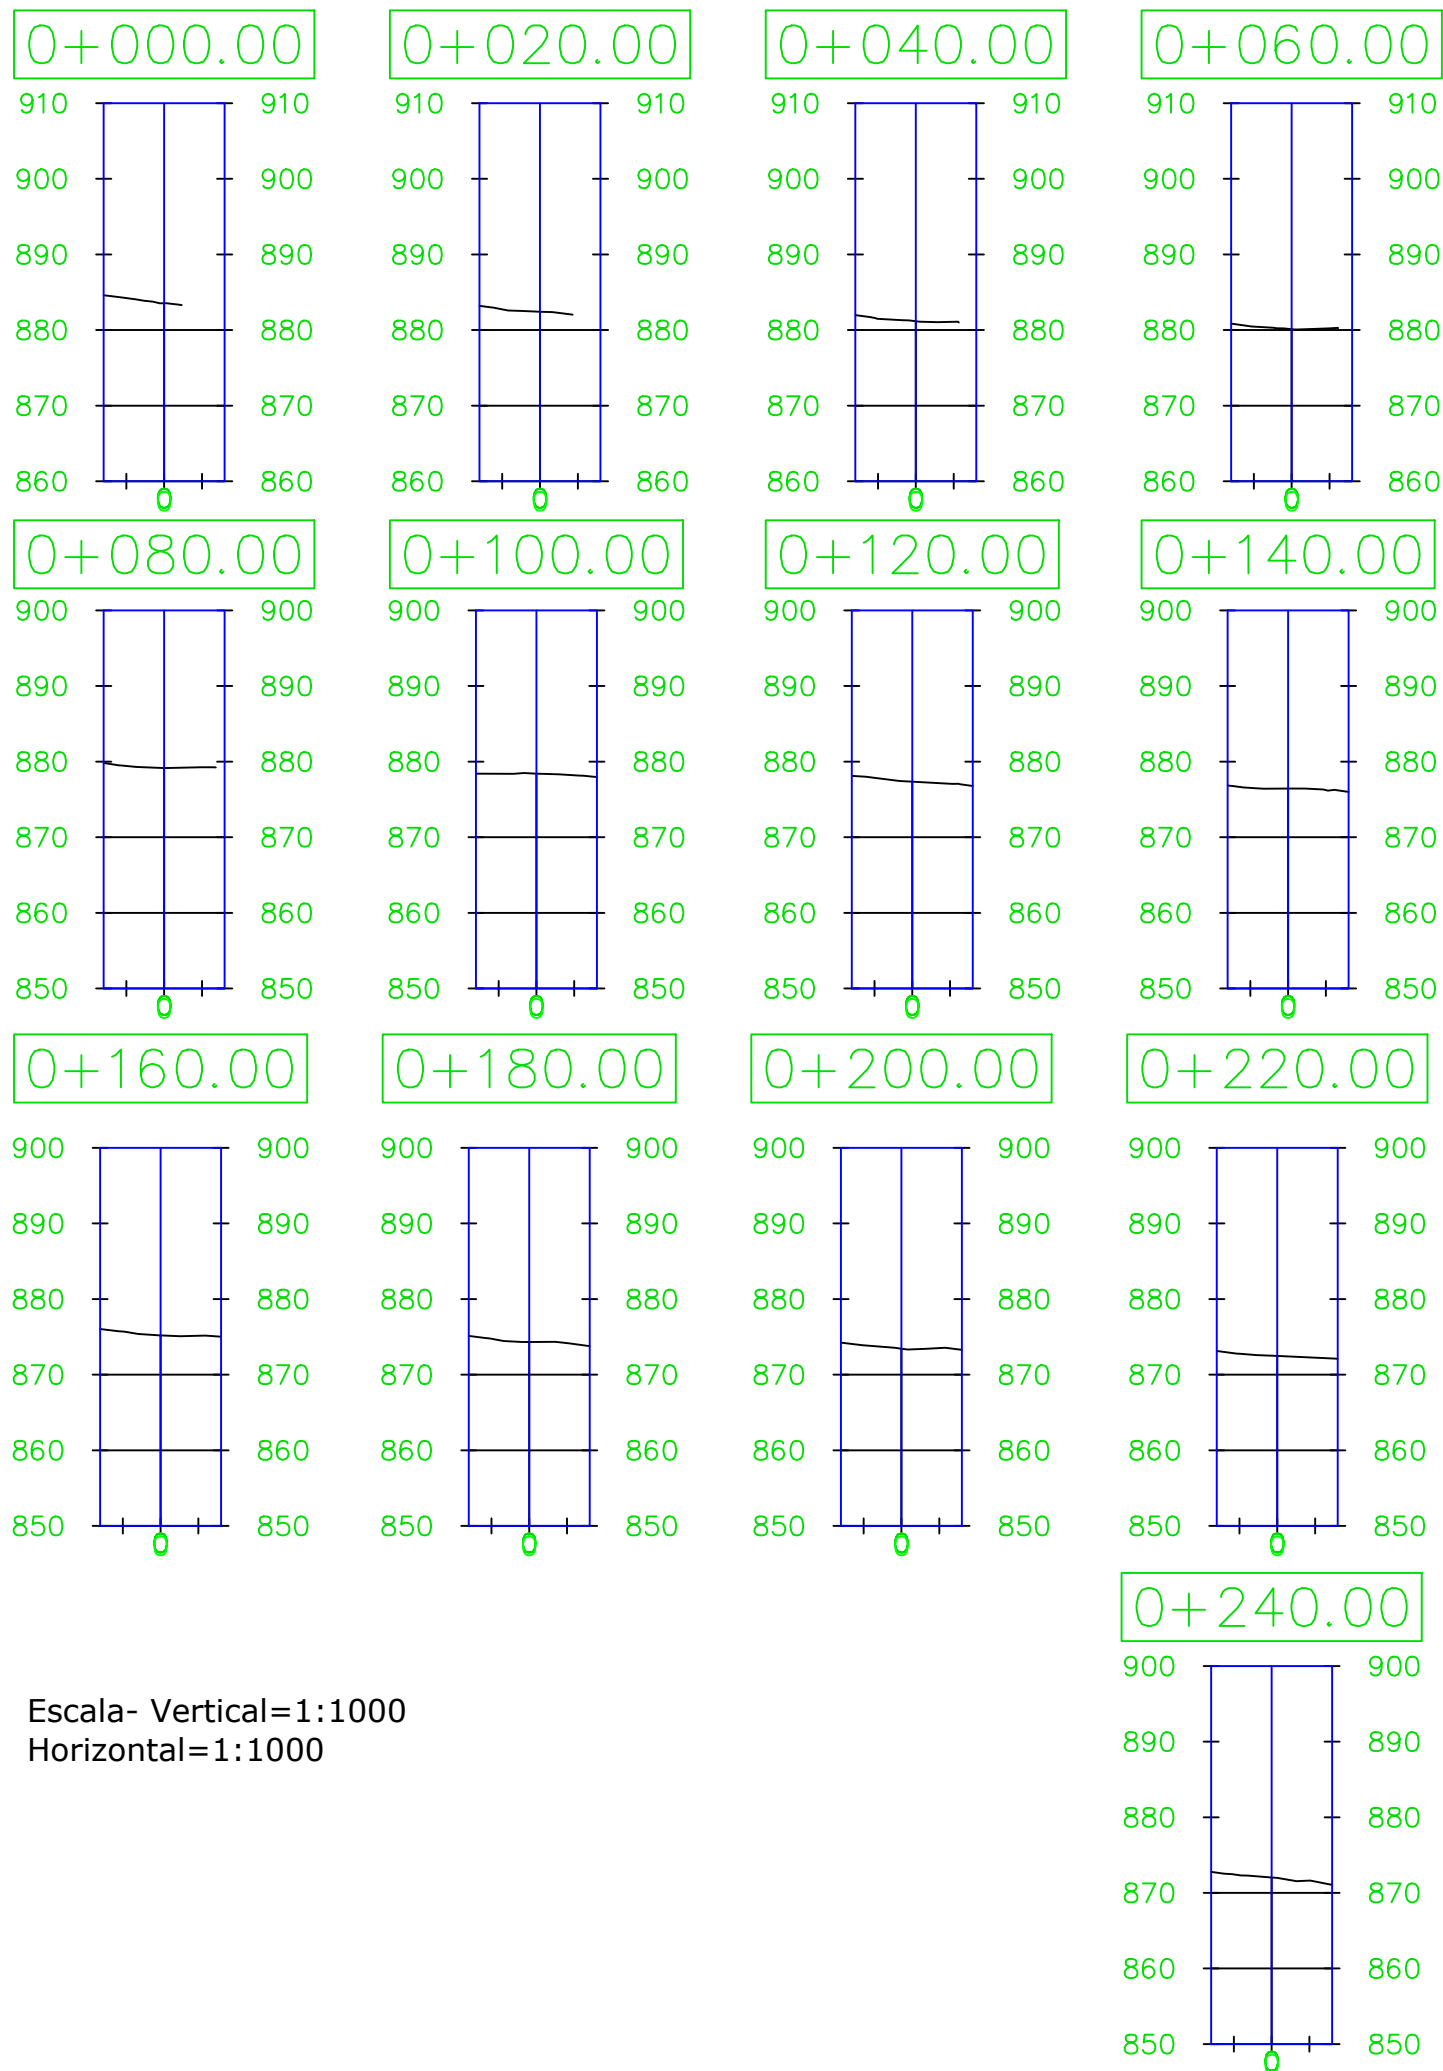 0+000.00 0+020.00 0+040.00 0+060.00
910 910 910 910 910 910 910 910
900 900 900 900 900 900 900 900
890 890 890 890 890 890 890 890
880 880 880 880 880 880 880 880
870 870 870 870 870 870 870 870
860 860 860 860 860 860 860 860
0 0 0 0
0+080.00 0+100.00 0+120.00 0+140.00
900 900 900 900 900 900 900 900
890 890 890 890 890 890 890 890
880 880 880 880 880 880 880 880
870 870 870 870 870 870 870 870
860 860 860 860 860 860 860 860
850 850 850 850 850 850 850 850
0 0 0 0
0+160.00 0+180.00 0+200.00 0+220.00
900 900 900 900 900 900 900 900
890 890 890 890 890 890 890 890
880 880 880 880 880 880 880 880
870 870 870 870 870 870 870 870
860 860 860 860 860 860 860 860
850 850 850 850 850 850 850 850
0 0 0 0
0+240.00
900 900
890 890
880 880
870 870
860 860
850 850
0
Escala- Vertical=1:1000
Horizontal=1:1000